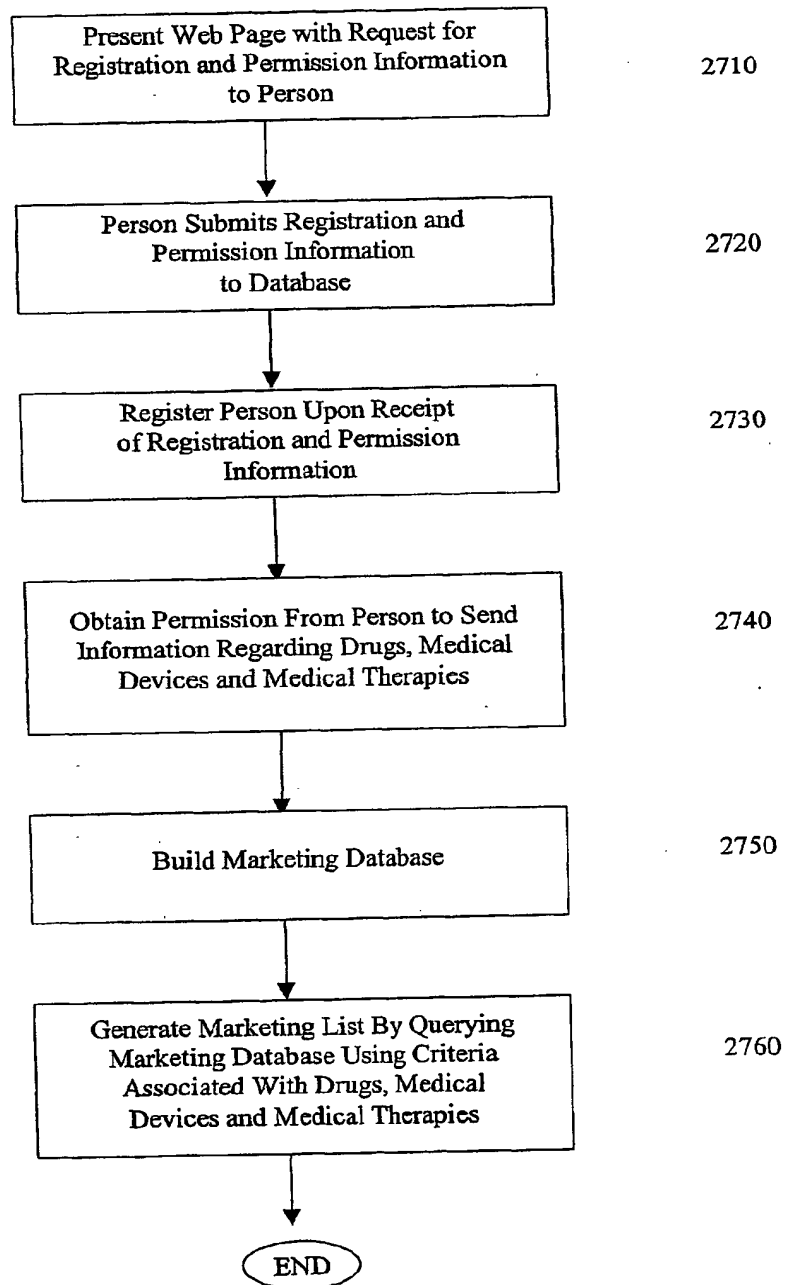 Present Web Page with Request for
Registration and Permission Information
to Person
2710
Person Submits Registration and
Permission Information
to Database
2720
Register Person Upon Receipt
of Registration and Permission
Information
2730
Obtain Permission From Person to Send
Information Regarding Drugs, Medical
Devices and Medical Therapies
2740
Build Marketing Database
2750
Generate Marketing List By Querying
Marketing Database Using Criteria
Associated With Drugs, Medical
Devices and Medical Therapies
2760
END